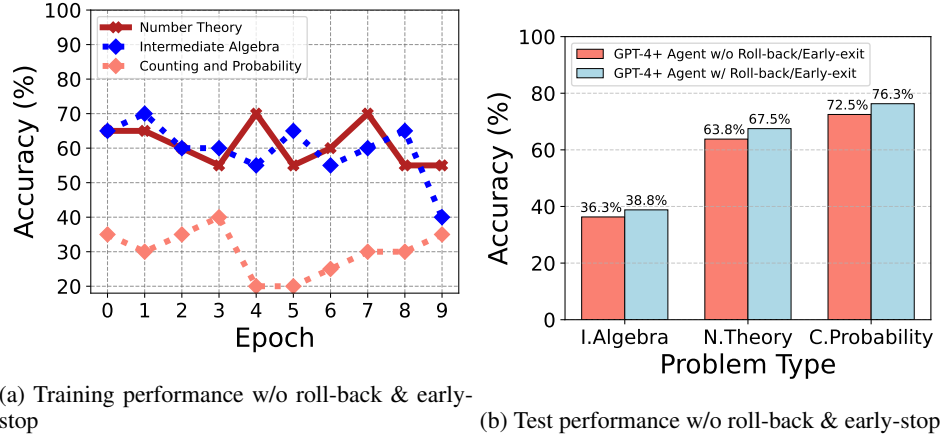 100
90
80
70
60
50
40
30
20
Accuracy (%)
Number Theory
Intermediate Algebra
Counting and Probability
0 1 2 3 4 5 6 7 8 9
Epoch
(a) Training performance w/o roll-back & early-
stop
100
80
60
40
20
0
Accuracy (%)
GPT-4+ Agent w/o Roll-back/Early-exit
GPT-4+ Agent w/ Roll-back/Early-exit
36.3% 38.8%
63.8% 67.5%
72.5% 76.3%
I.Algebra N.Theory C.Probability
Problem Type
(b) Test performance w/o roll-back & early-stop